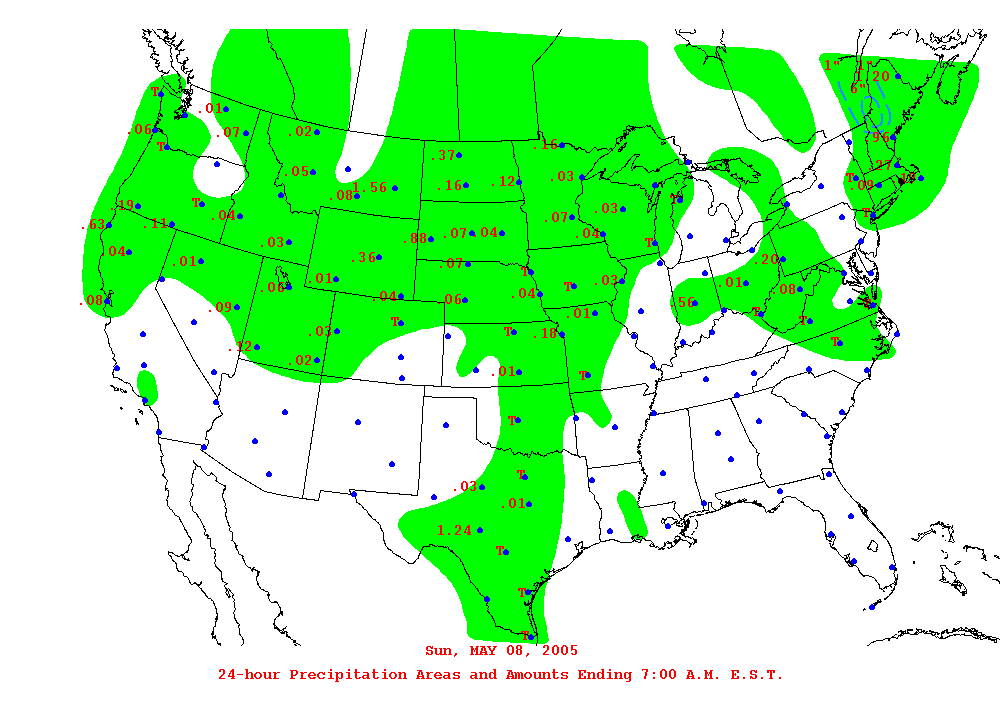 1" 1"
1.20
6"
T
.01
.06
.07
.02
.96
T
.16
.37
.27
.05
.03
T
.16
.12
.09
1.56
.08
T
.19
T
.03
T
.04
.07
.63
.11
.88
.07
.04
.04
T
.03
.04
.36
.20
.01
.07
T
.06
.01
.04
T
.03
.01
.08
.08
.09
.04
.06
.56
T
.01
T
T
.03
T
.18
.12
T
.02
.01
T
T
T
.03
.01
1.24
T
T
T
Sun, MAY 08, 2005
24-hour Precipitation Areas and Amounts Ending 7:00 A.M. E.S.T.